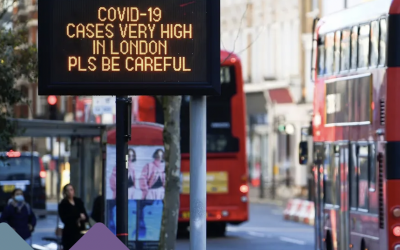 COVID-19
CASES VERY HIGH
IN LONDON
PLS BE CAREFUL